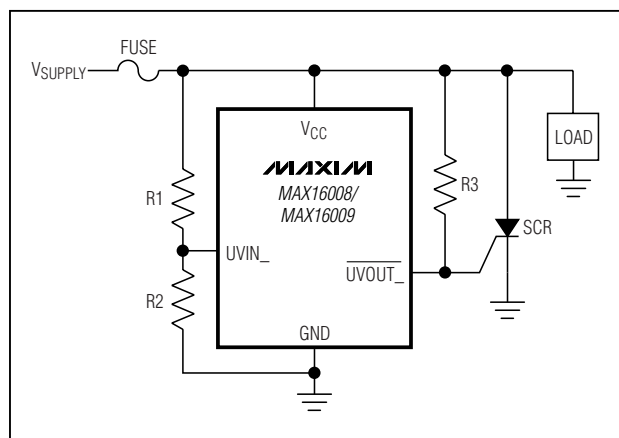 FUSE
VSUPPLY
VCC
LOAD
MAXIM
R1
MAX16008/
MAX16009
R3
SCR
UVIN_
UVOUT_
R2
GND